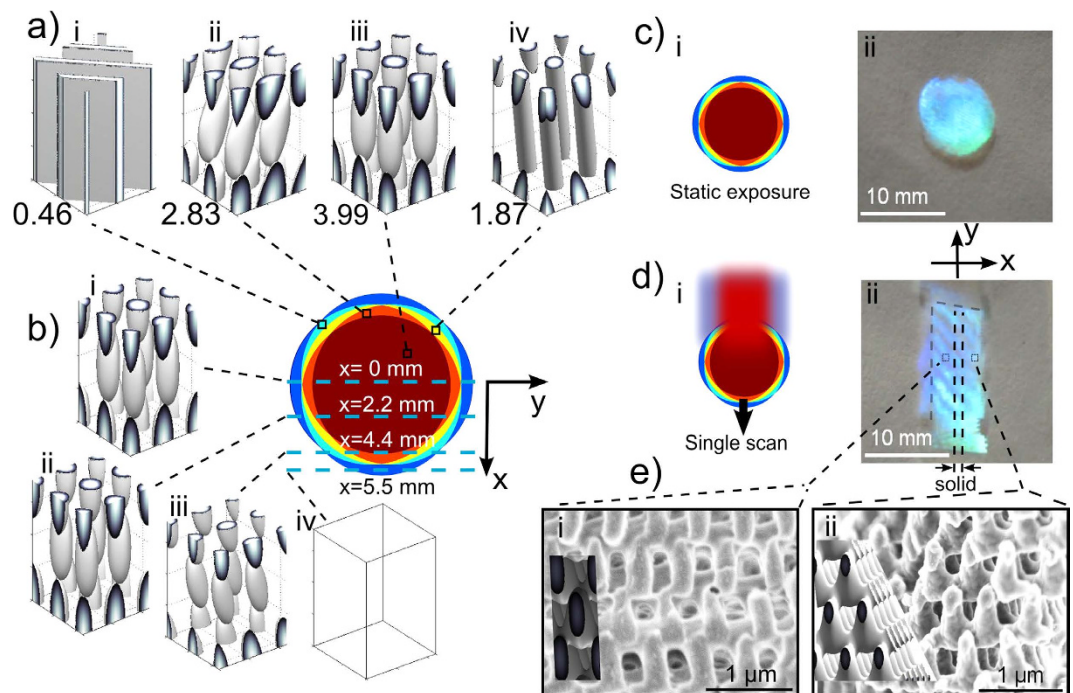 a)
i
ii
iii
iv
0.46
2.83
3.99
1.87
b)
i
ii
iii
iv
x= 0 mm
x=2.2 mm
x=4.4 mm
x=5.5 mm
y
x
c)
i
Static exposure
ii
10 mm
y
x
d)
i
Single scan
ii
10 mm
solid
e)
i
1 µm
ii
1 µm